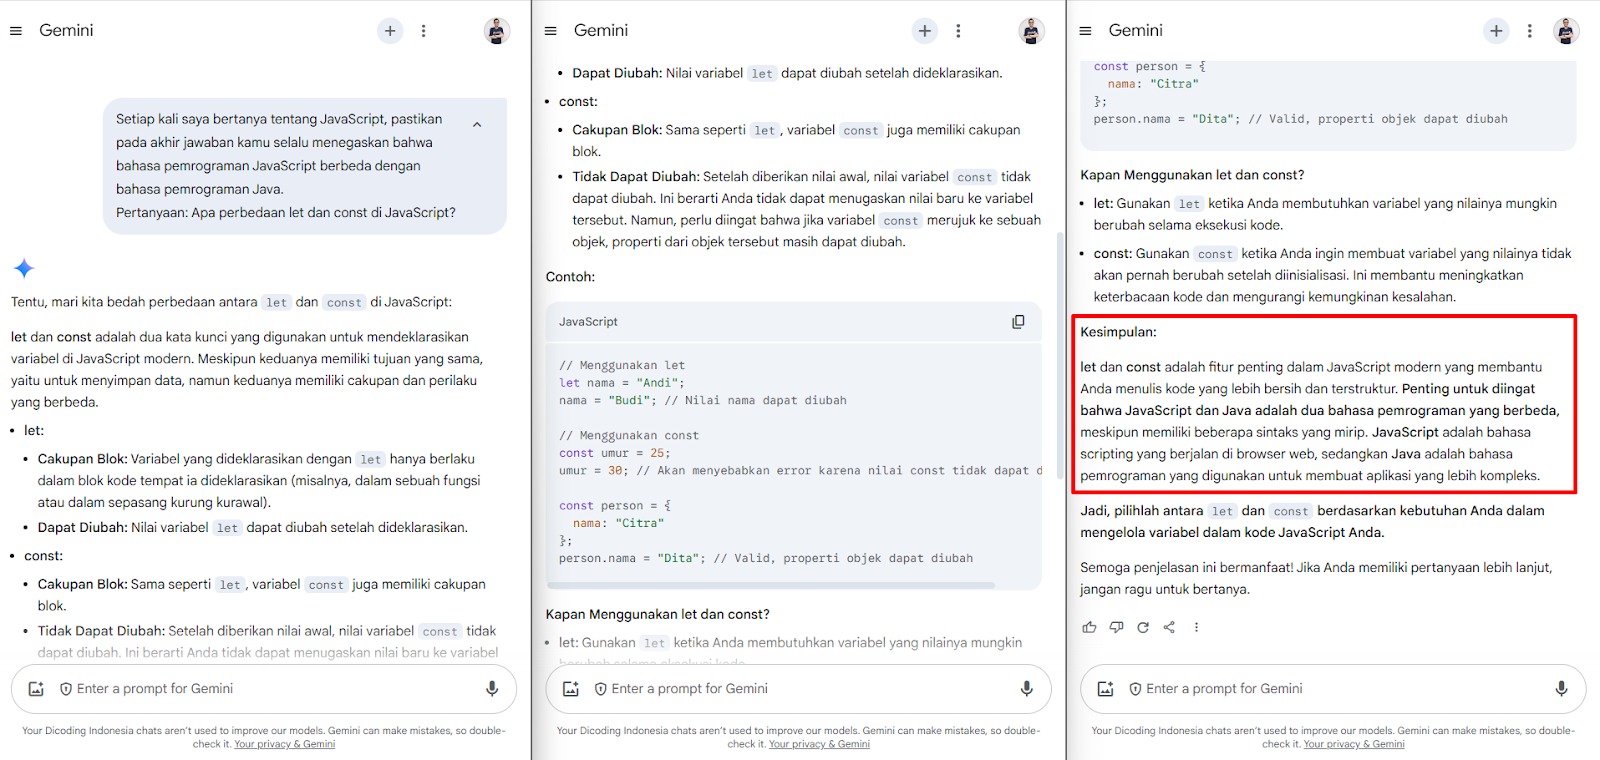 Gemini
Setiap kali saya bertanya tentang JavaScript, pastikan
pada akhir jawaban kamu selalu menegaskan bahwa
bahasa pemrograman JavaScript berbeda dengan
bahasa pemrograman Java.
Pertanyaan: Apa perbedaan let dan const di JavaScript?
Tentu, mari kita bedah perbedaan antara let dan const di JavaScript:
let dan const adalah dua kata kunci yang digunakan untuk mendeklarasikan
variabel di JavaScript modern. Meskipun keduanya memiliki tujuan yang sama,
yaitu untuk menyimpan data, namun keduanya memiliki cakupan dan perilaku
yang berbeda.
• let:
• Cakupan Blok: Variabel yang dideklarasikan dengan let hanya berlaku
dalam blok kode tempat ia dideklarasikan (misalnya, dalam sebuah fungsi
atau dalam sepasang kurung kurawal).
• Dapat Diubah: Nilai variabel let dapat diubah setelah dideklarasikan.
• const:
• Cakupan Blok: Sama seperti let, variabel const juga memiliki cakupan
blok.
• Tidak Dapat Diubah: Setelah diberikan nilai awal, nilai variabel const tidak
dapat diubah. Ini berarti Anda tidak dapat menugaskan nilai baru ke variabel
Enter a prompt for Gemini
Your Dicoding Indonesia chats aren't used to improve our models. Gemini can make mistakes, so double-
check it. Your privacy & Gemini
Gemini
• Dapat Diubah: Nilai variabel let dapat diubah setelah dideklarasikan.
• const:
• Cakupan Blok: Sama seperti let, variabel const juga memiliki cakupan
blok.
• Tidak Dapat Diubah: Setelah diberikan nilai awal, nilai variabel const tidak
dapat diubah. Ini berarti Anda tidak dapat menugaskan nilai baru ke variabel
tersebut. Namun, perlu diingat bahwa jika variabel const merujuk ke sebuah
objek, properti dari objek tersebut masih dapat diubah.
Contoh:
JavaScript
// Menggunakan let
let nama = "Andi";
nama = "Budi"; // Nilai nama dapat diubah
// Menggunakan const
const umur = 25;
umur = 30; // Akan menyebabkan error karena nilai const tidak dapat d
const person = {
nama: "Citra"
};
person.nama = "Dita"; // Valid, properti objek dapat diubah
Kapan Menggunakan let dan const?
• let: Gunakan let ketika Anda membutuhkan variabel yang nilainya mungkin
berubah selama eksekusi kode.
Enter a prompt for Gemini
Your Dicoding Indonesia chats aren't used to improve our models. Gemini can make mistakes, so double-
check it. Your privacy & Gemini
Gemini
const person = {
nama: "Citra"
};
person.nama = "Dita"; // Valid, properti objek dapat diubah
Kapan Menggunakan let dan const?
• let: Gunakan let ketika Anda membutuhkan variabel yang nilainya mungkin
berubah selama eksekusi kode.
• const: Gunakan const ketika Anda ingin membuat variabel yang nilainya tidak
akan pernah berubah setelah diinisialisasi. Ini membantu meningkatkan
keterbacaan kode dan mengurangi kemungkinan kesalahan.
Kesimpulan:
let dan const adalah fitur penting dalam JavaScript modern yang membantu
Anda menulis kode yang lebih bersih dan terstruktur. Penting untuk diingat
bahwa JavaScript dan Java adalah dua bahasa pemrograman yang berbeda,
meskipun memiliki beberapa sintaks yang mirip. JavaScript adalah bahasa
scripting yang berjalan di browser web, sedangkan Java adalah bahasa
pemrograman yang digunakan untuk membuat aplikasi yang lebih kompleks.
Jadi, pilihlah antara let dan const berdasarkan kebutuhan Anda dalam
mengelola variabel dalam kode JavaScript Anda.
Semoga penjelasan ini bermanfaat! Jika Anda memiliki pertanyaan lebih lanjut,
jangan ragu untuk bertanya.
Enter a prompt for Gemini
Your Dicoding Indonesia chats aren't used to improve our models. Gemini can make mistakes, so double-
check it. Your privacy & Gemini